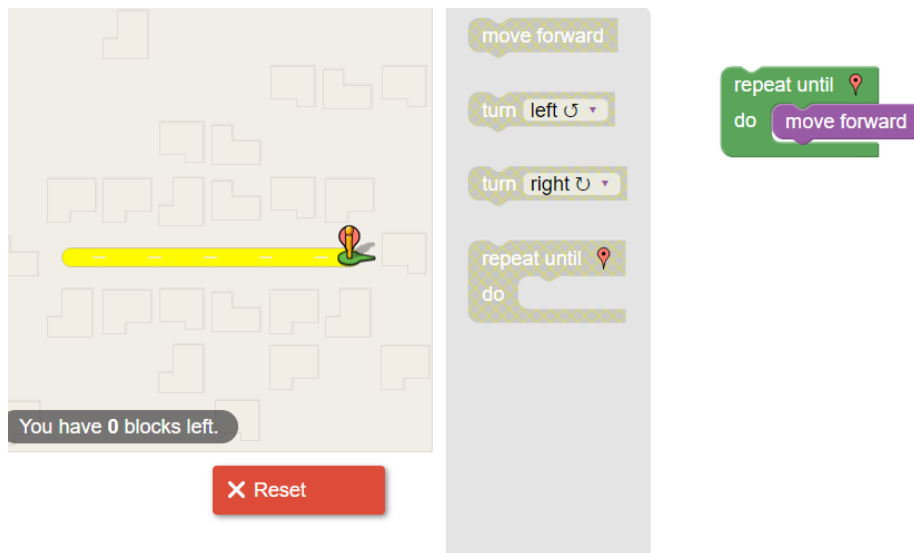 move forward
turn left ↺ ▼
turn right ↻ ▼
repeat until
do
You have 0 blocks left.
Reset
repeat until
do move forward